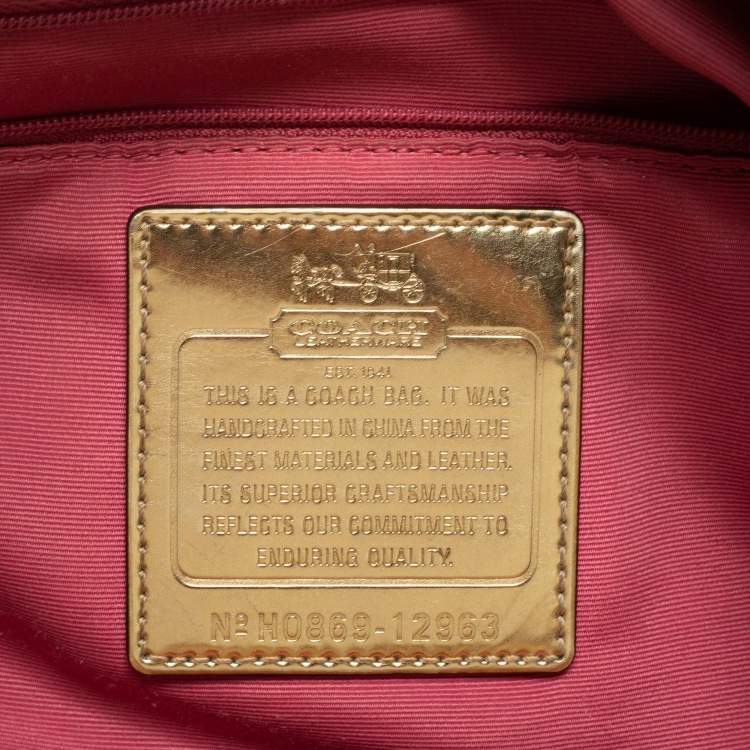 COACH
LEATHERWARE
EST. 1941
THIS IS A COACH BAG. IT WAS
HANDCRAFTED IN CHINA FROM THE
FINEST MATERIALS AND LEATHER.
ITS SUPERIOR CRAFTSMANSHIP
REFLECTS OUR COMMITMENT TO
ENDURING QUALITY.
Nº H0869-12963